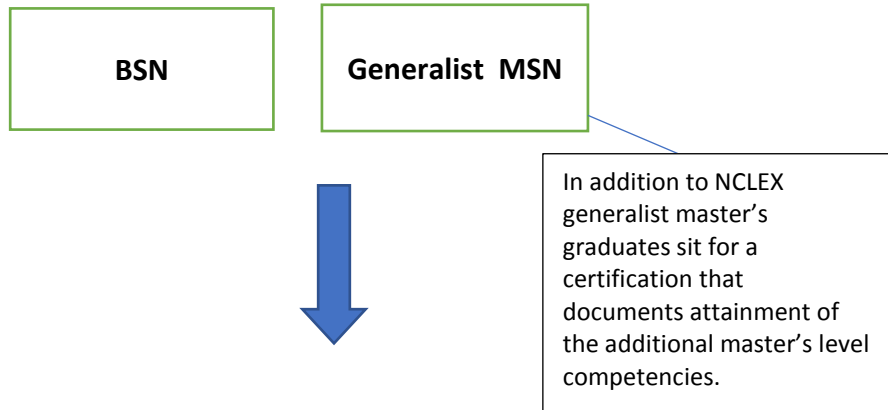 BSN
Generalist  MSN
In addition to NCLEX
generalist master’s
graduates sit for a
certification that
documents attainment of
the additional master’s level
competencies.